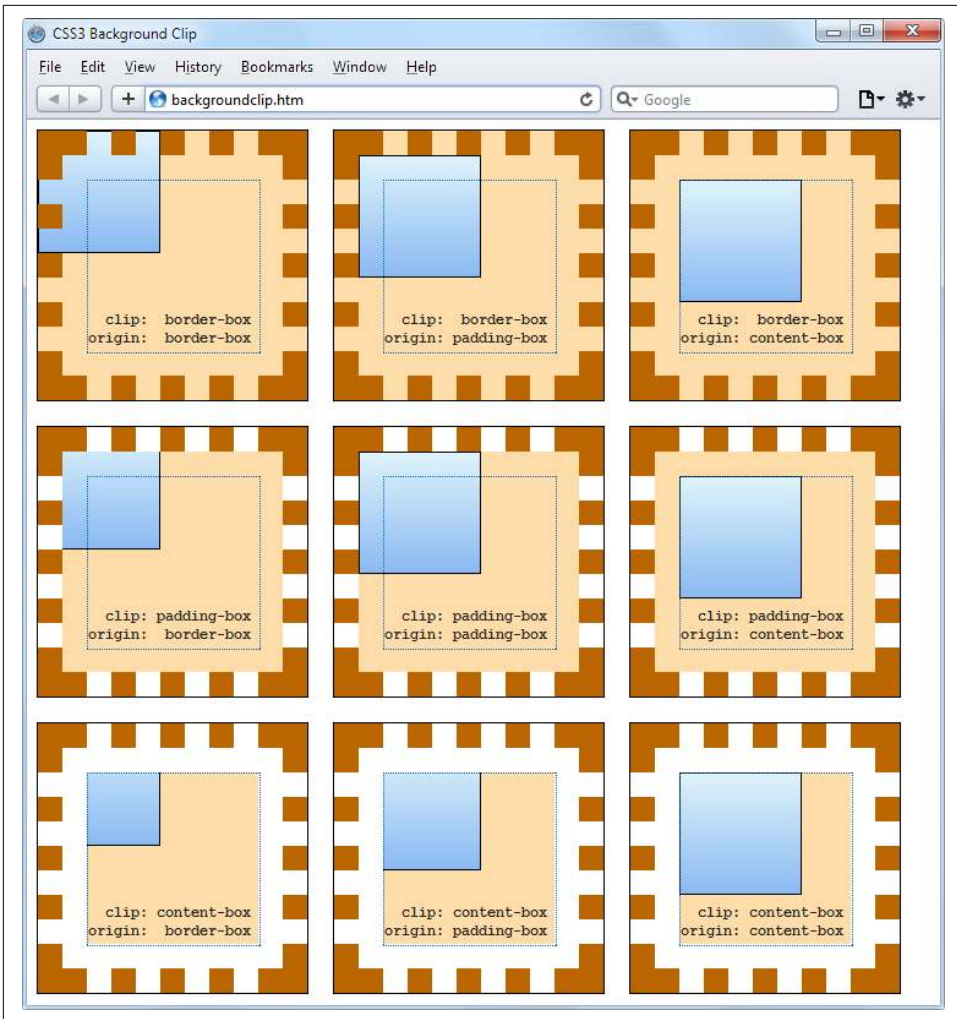 CSS3 Background Clip
File Edit View History Bookmarks Window Help
backgroundclip.htm
Google
clip: border-box
origin: border-box
clip: border-box
origin: padding-box
clip: border-box
origin: content-box
clip: padding-box
origin: border-box
clip: padding-box
origin: padding-box
clip: padding-box
origin: content-box
clip: content-box
origin: border-box
clip: content-box
origin: padding-box
clip: content-box
origin: content-box